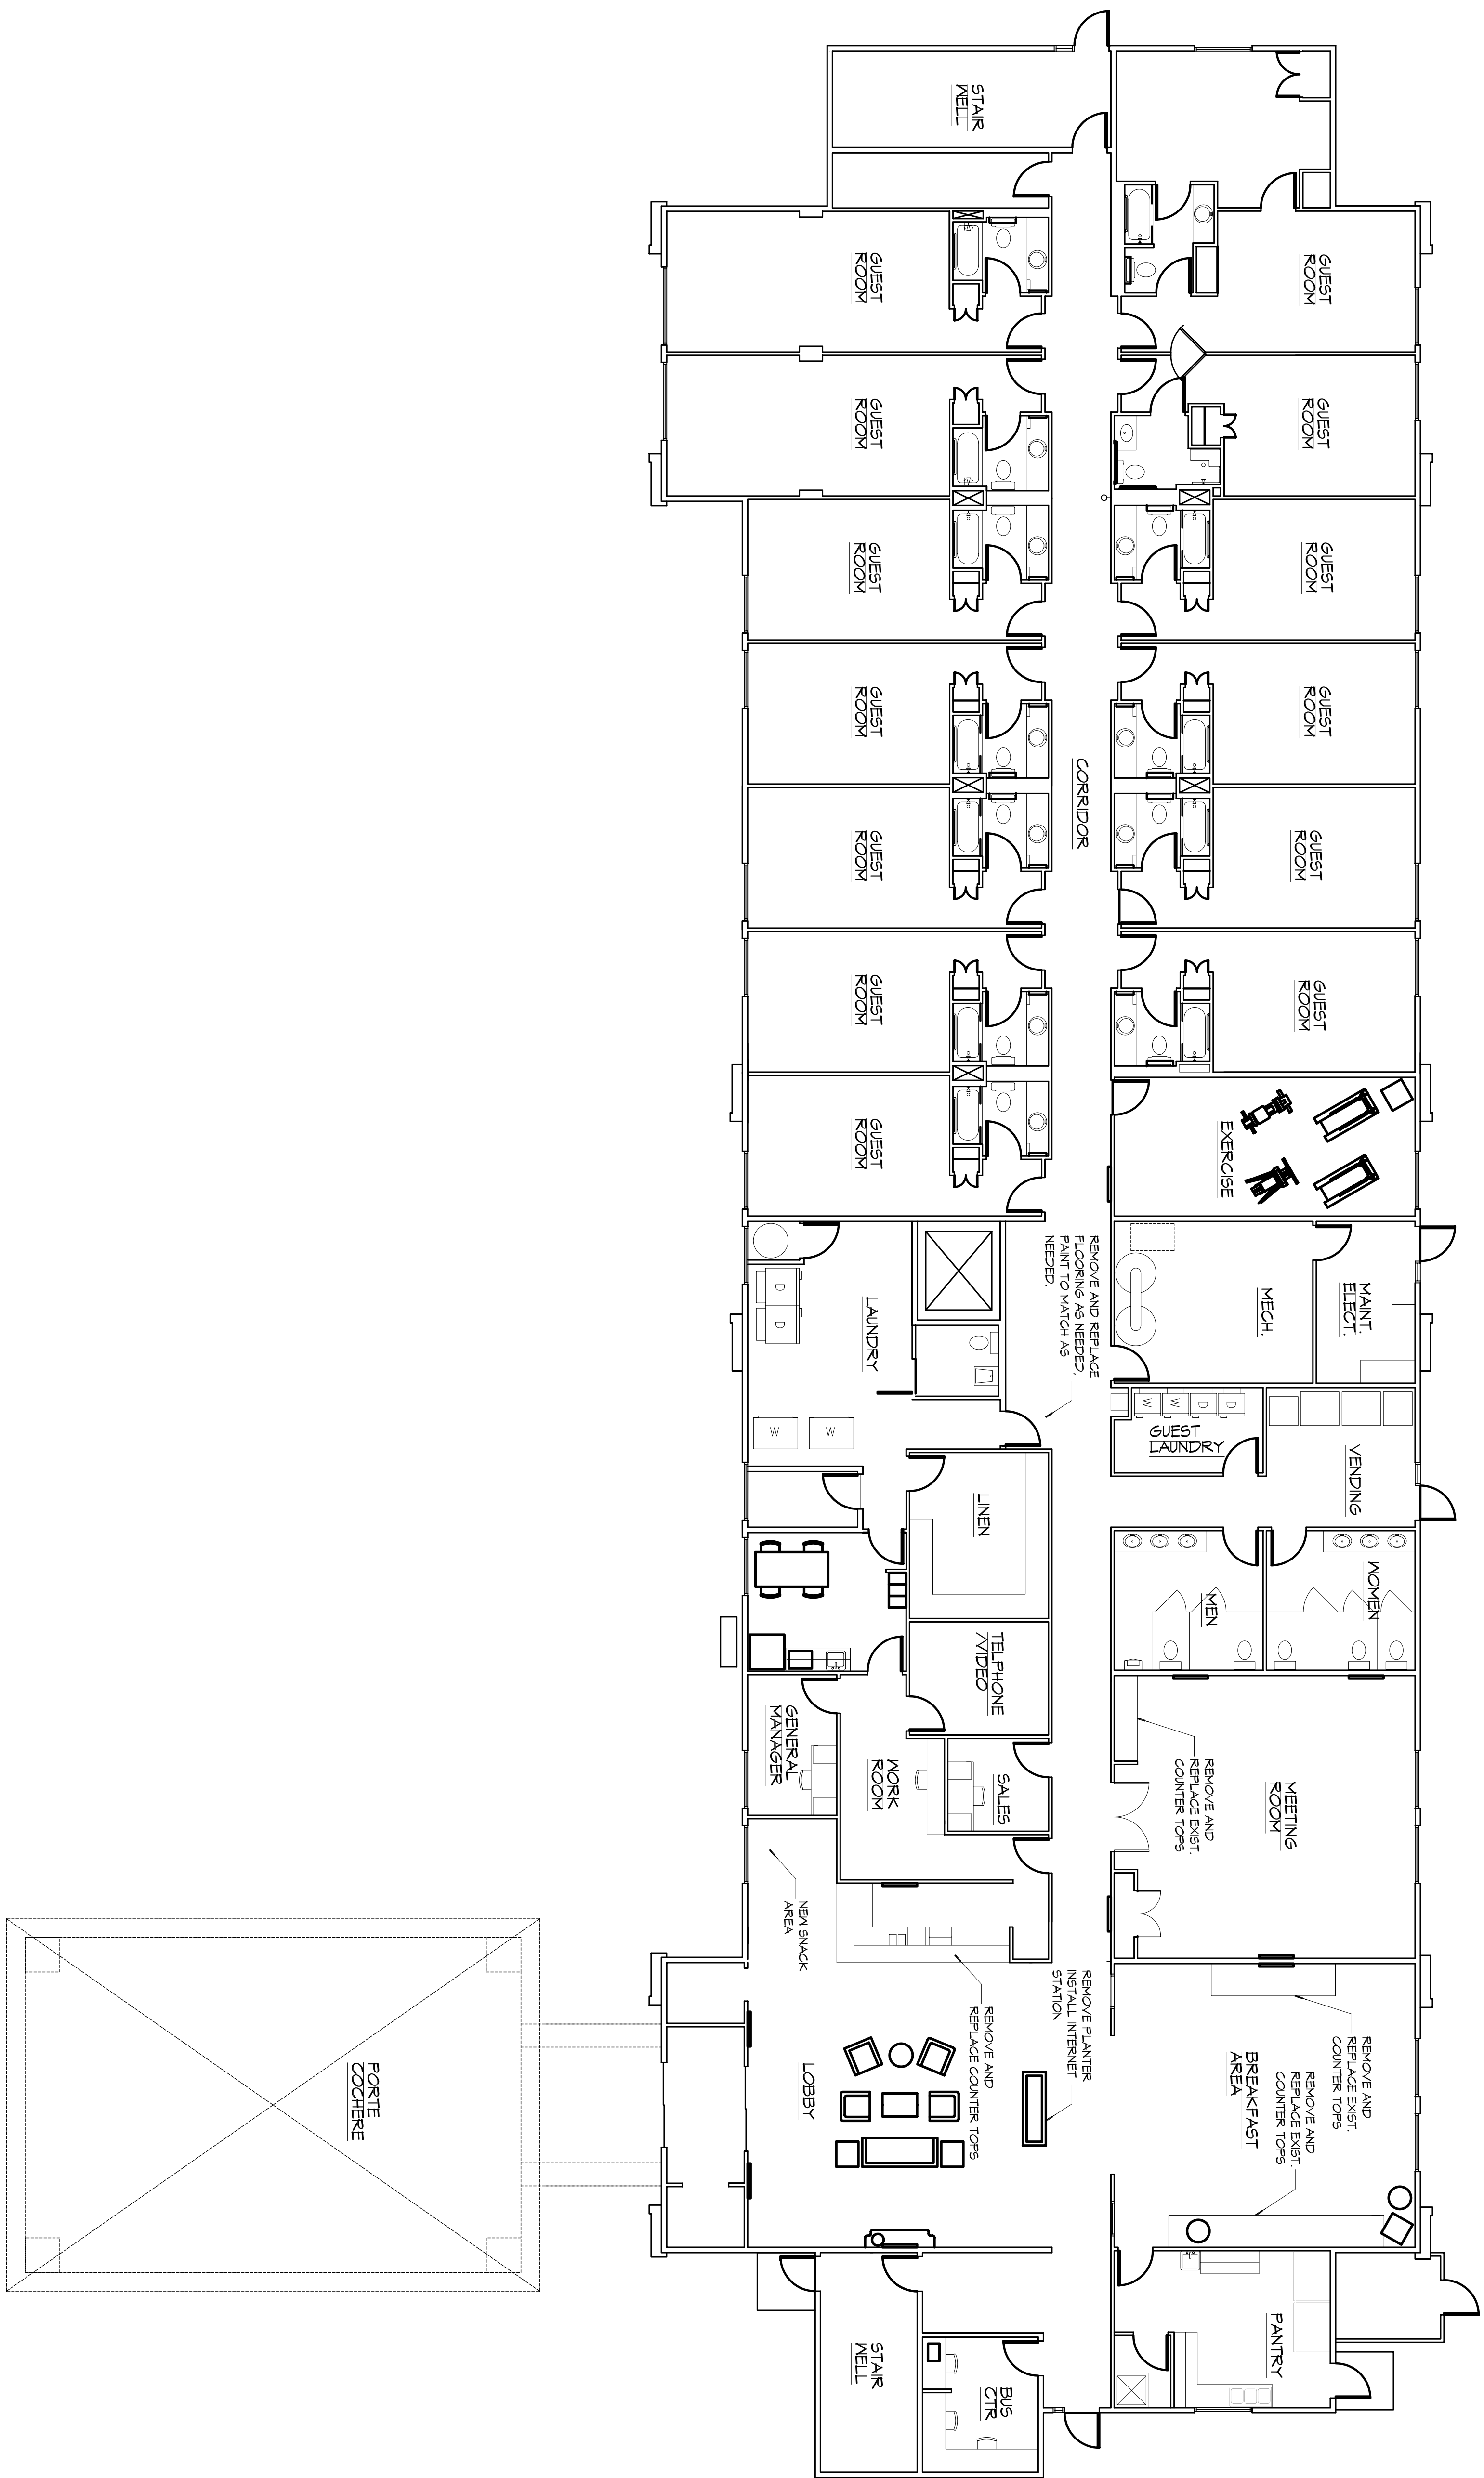 GUEST
ROOM
GUEST
ROOM
GUEST
ROOM
GUEST
ROOM
GUEST
ROOM
GUEST
ROOM
EXERCISE
MAINT.
ELECT.
MECH.
VENDING
GUEST
LAUNDRY
W
W
D
D
WOMEN
MEN
MEETING
ROOM
REMOVE AND
REPLACE EXIST.
COUNTER TOPS
REMOVE AND
REPLACE EXIST.
COUNTER TOPS
REMOVE AND
REPLACE EXIST.
COUNTER TOPS
BREAKFAST
AREA
PANTRY
STAIR
WELL
CORRIDOR
REMOVE AND REPLACE
FLOORING AS NEEDED.
PAINT TO MATCH AS
NEEDED.
REMOVE PLANTER
INSTALL INTERNET
STATION
GUEST
ROOM
GUEST
ROOM
GUEST
ROOM
GUEST
ROOM
GUEST
ROOM
GUEST
ROOM
GUEST
ROOM
LAUNDRY
D
D
W
W
LINEN
TELPHONE
/VIDEO
SALES
WORK
ROOM
GENERAL
MANAGER
REMOVE AND
REPLACE COUNTER TOPS
NEW SNACK
AREA
LOBBY
BUS
CTR
STAIR
WELL
PORTE
COCHERE